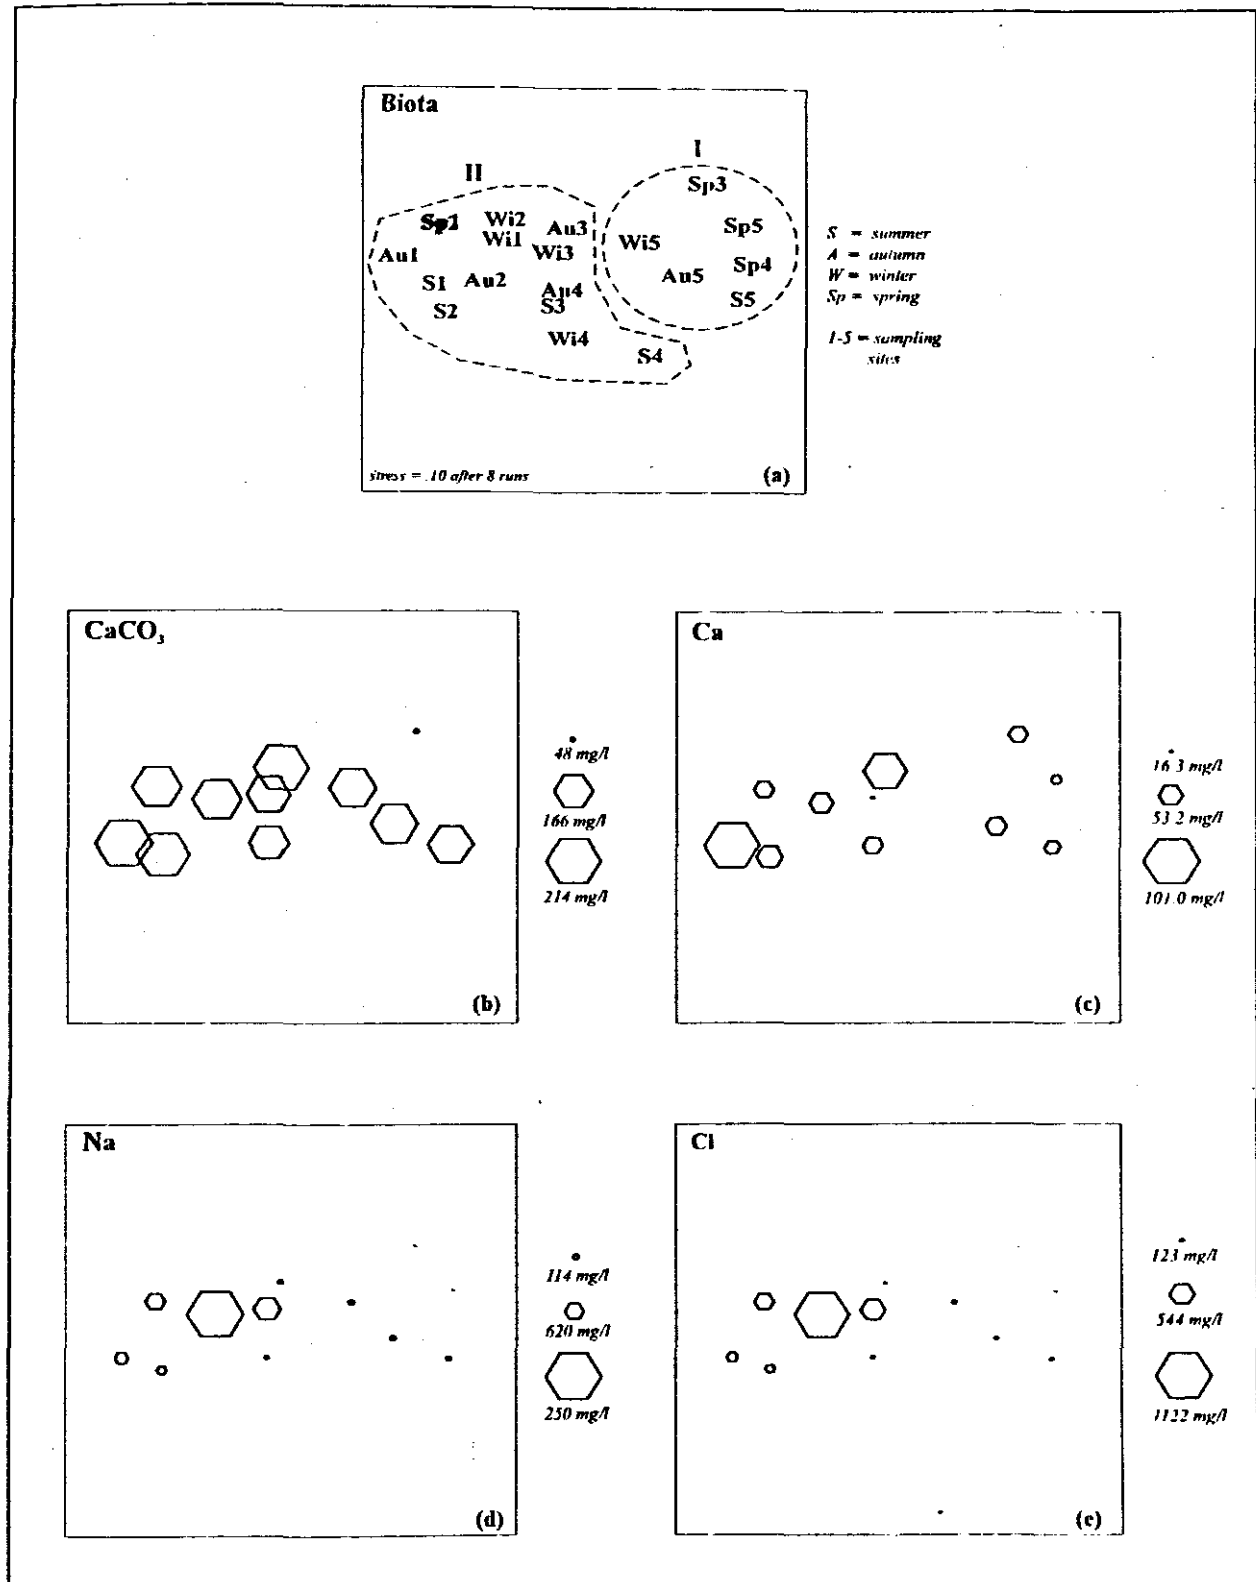 Biota
I
II
Sp3
Wi2
Au3
Sp5
Wi1
Wi5
Au1
Wi3
Sp4
Au5
S1
Au2
Au4
S5
S2
S3
Wi4
S4
stress = .10 after 8 runs
(a)
S = summer
A = autumn
W = winter
Sp = spring
1-5 = sampling
sites
CaCO₃
48 mg/l
166 mg/l
214 mg/l
(b)
Ca
16.3 mg/l
53.2 mg/l
101.0 mg/l
(c)
Na
114 mg/l
620 mg/l
250 mg/l
(d)
Cl
123 mg/l
544 mg/l
1122 mg/l
(e)